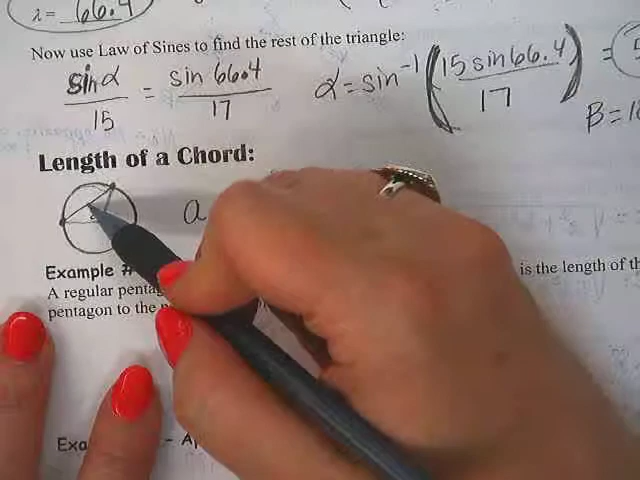 = 66.4
Now use Law of Sines to find the rest of the triangle:
sin α / 15 = sin 66.4 / 17 α = sin⁻¹ (15 sin 66.4 / 17) =
β = 1
Length of a Chord:
a
Example # is the length of th
A regular penta
pentagon to the
Exa - A